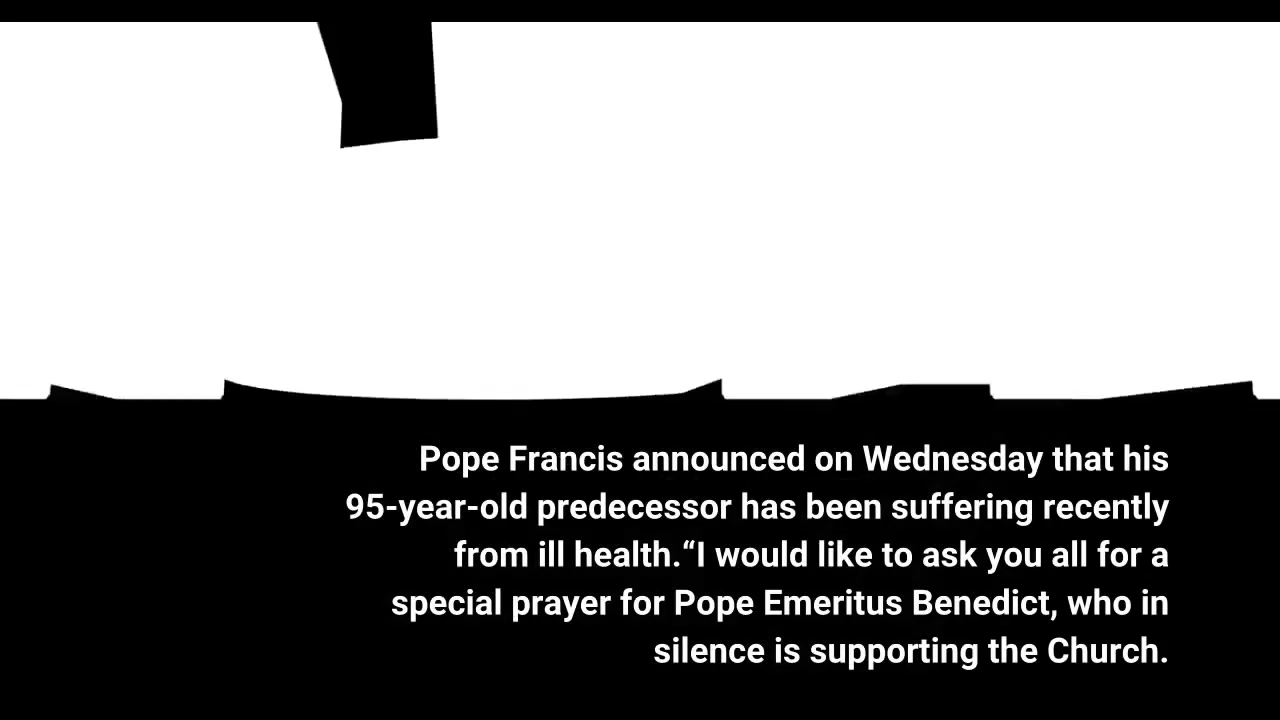 Pope Francis announced on Wednesday that his
95-year-old predecessor has been suffering recently
from ill health.“I would like to ask you all for a
special prayer for Pope Emeritus Benedict, who in
silence is supporting the Church.